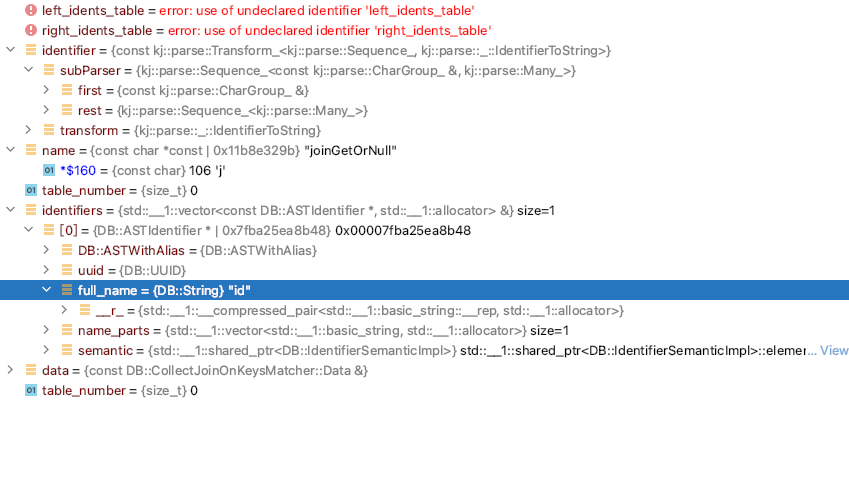 left_idents_table = error: use of undeclared identifier 'left_idents_table'
right_idents_table = error: use of undeclared identifier 'right_idents_table'
identifier = {const kj::parse::Transform_<kj::parse::Sequence_, kj::parse::_::IdentifierToString>}
subParser = {kj::parse::Sequence_<const kj::parse::CharGroup_ &, kj::parse::Many_>}
first = {const kj::parse::CharGroup_ &}
rest = {kj::parse::Sequence_<kj::parse::Many_>}
transform = {kj::parse::_::IdentifierToString}
name = {const char *const | 0x11b8e329b} "joinGetOrNull"
01 *$160 = {const char} 106 'j'
01 table_number = {size_t} 0
identifiers = {std::__1::vector<const DB::ASTIdentifier *, std::__1::allocator> &} size=1
[0] = {DB::ASTIdentifier * | 0x7fba25ea8b48} 0x00007fba25ea8b48
DB::ASTWithAlias = {DB::ASTWithAlias}
uuid = {DB::UUID}
full_name = {DB::String} "id"
__r_ = {std::__1::__compressed_pair<std::__1::basic_string::__rep, std::__1::allocator>}
name_parts = {std::__1::vector<std::__1::basic_string, std::__1::allocator>} size=1
semantic = {std::__1::shared_ptr<DB::IdentifierSemanticImpl>} std::__1::shared_ptr<DB::IdentifierSemanticImpl>::elemer... View
data = {const DB::CollectJoinOnKeysMatcher::Data &}
01 table_number = {size_t} 0